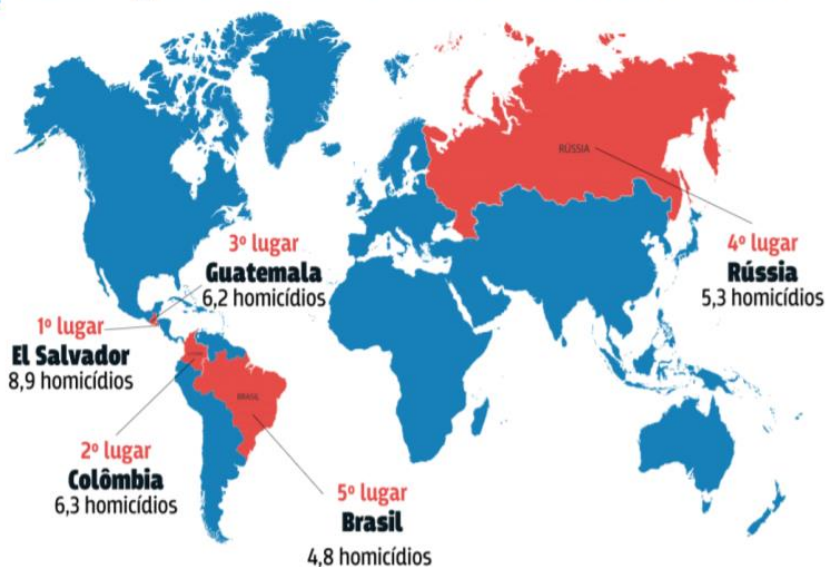 RÚSSIA
3º lugar
Guatemala
6,2 homicídios
4º lugar
Rússia
5,3 homicídios
1º lugar
El Salvador
8,9 homicídios
BRASIL
2º lugar
Colômbia
6,3 homicídios
5º lugar
Brasil
4,8 homicídios